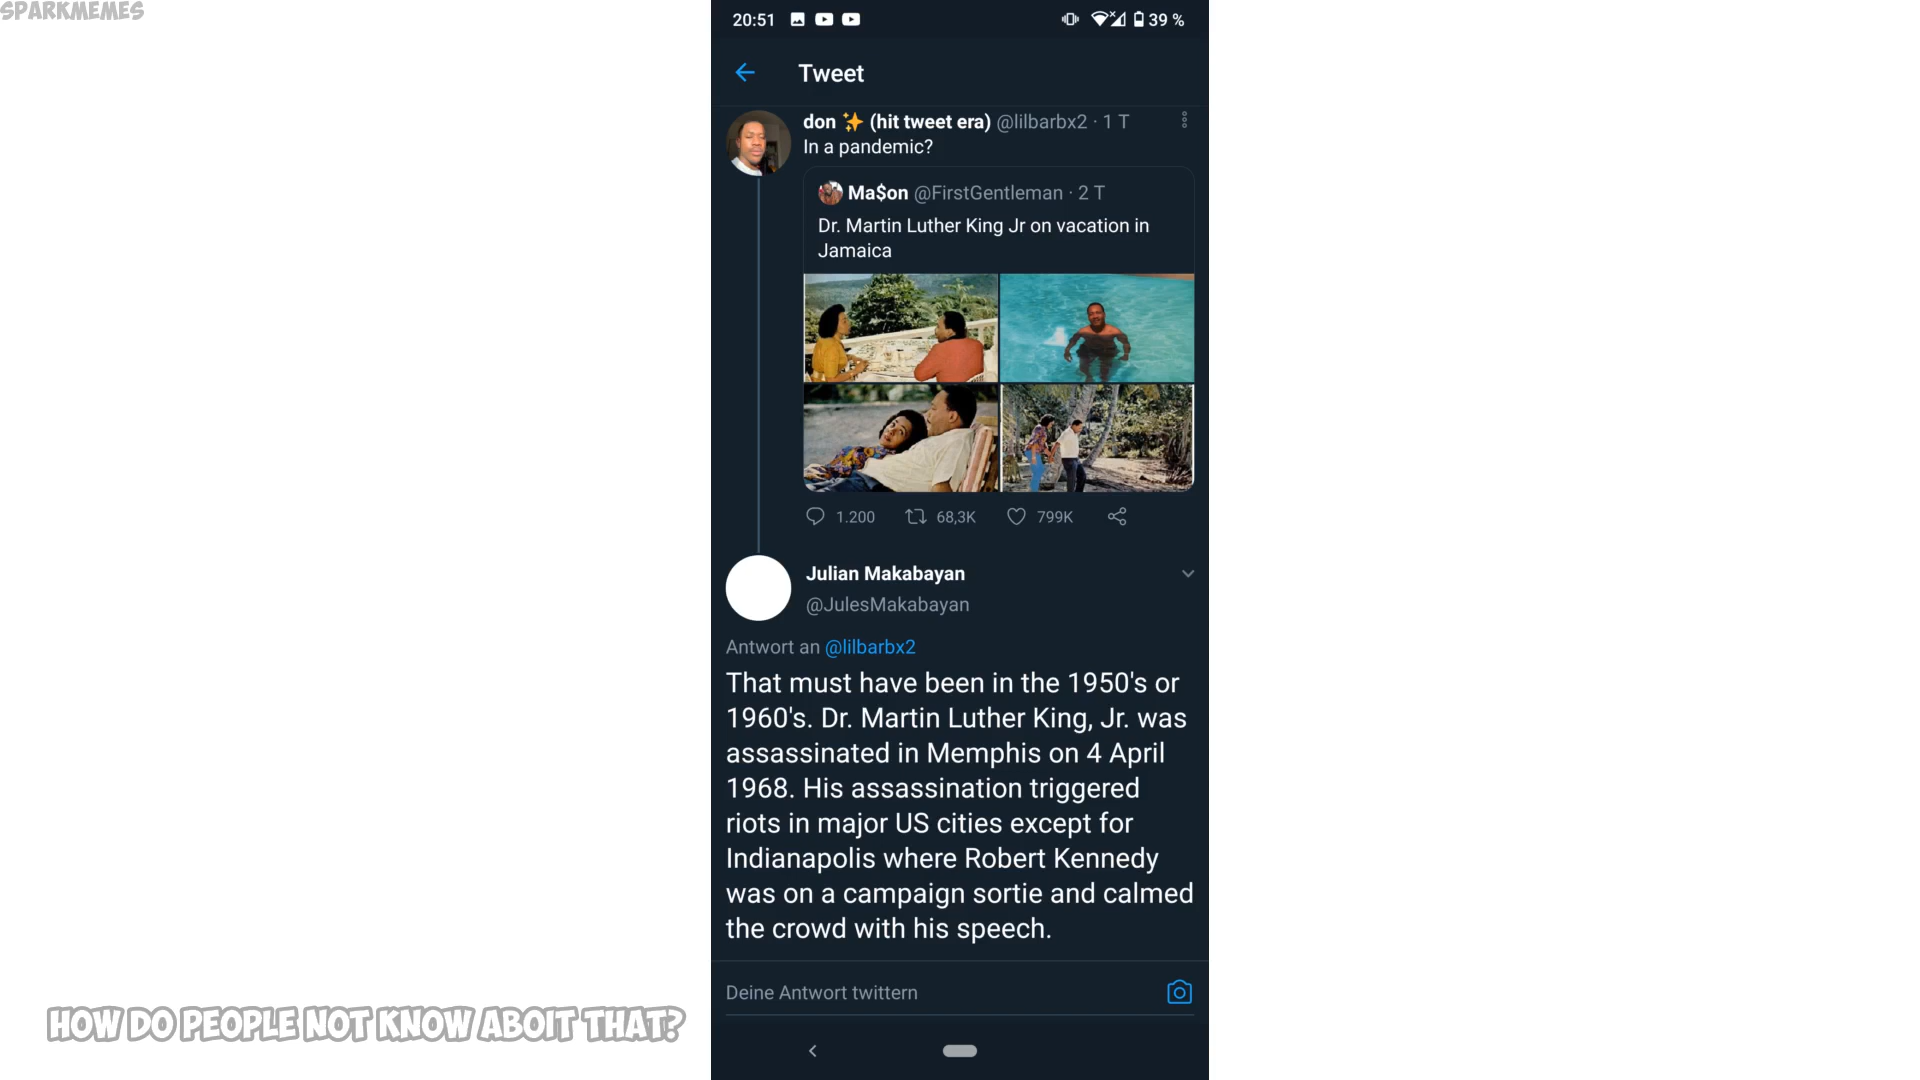 SPARKMEMES
20:51
39 %
Tweet
don ✨ (hit tweet era) @lilbarbx2 · 1 T
In a pandemic?
Ma$on @FirstGentleman · 2 T
Dr. Martin Luther King Jr on vacation in
Jamaica
1.200 68,3K 799K
Julian Makabayan
@JulesMakabayan
Antwort an @lilbarbx2
That must have been in the 1950's or
1960's. Dr. Martin Luther King, Jr. was
assassinated in Memphis on 4 April
1968. His assassination triggered
riots in major US cities except for
Indianapolis where Robert Kennedy
was on a campaign sortie and calmed
the crowd with his speech.
Deine Antwort twittern
HOW DO PEOPLE NOT KNOW ABOIT THAT?